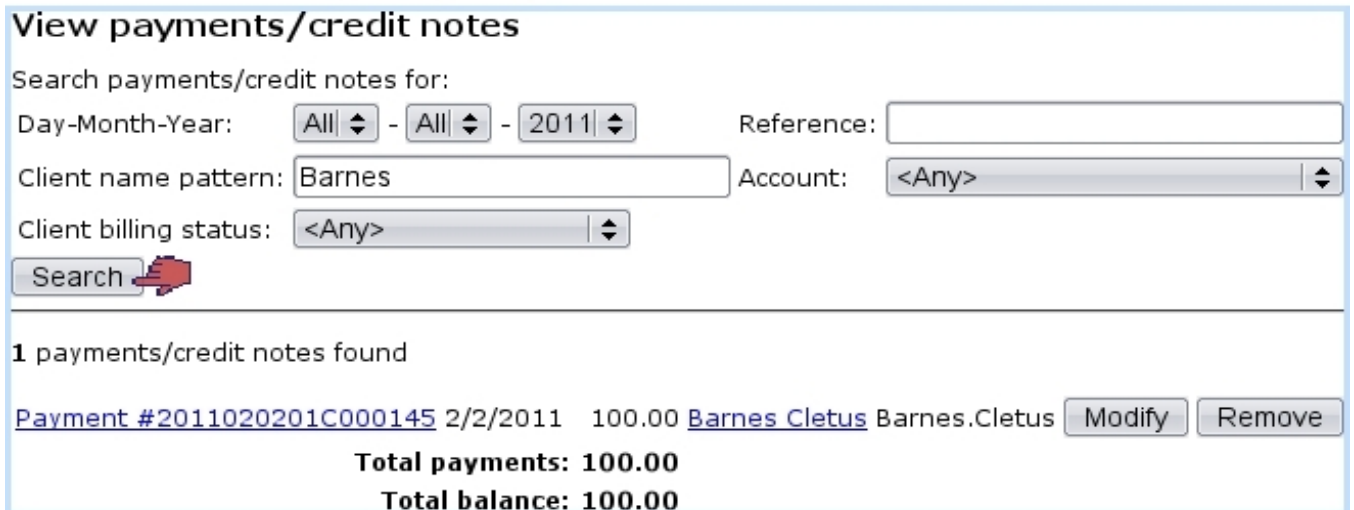 View payments/credit notes
Search payments/credit notes for:
Day-Month-Year: All - All - 2011 Reference:
Client name pattern: Barnes Account: <Any>
Client billing status: <Any>
Search
1 payments/credit notes found
Payment #2011020201C000145 2/2/2011 100.00 Barnes Cletus Barnes.Cletus Modify Remove
Total payments: 100.00
Total balance: 100.00